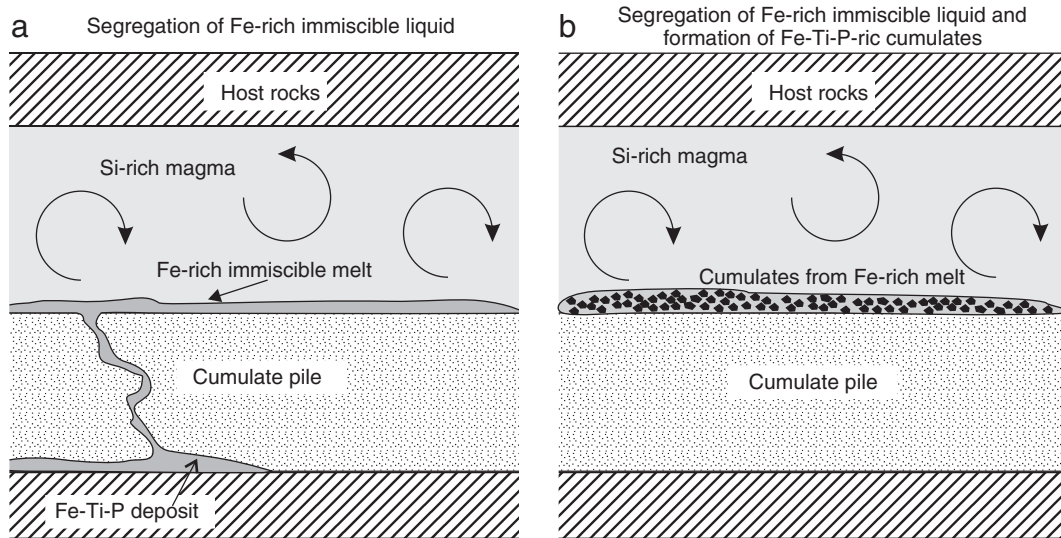 a
Segregation of Fe-rich immiscible liquid
Host rocks
Si-rich magma
Fe-rich immiscible melt
Cumulate pile
Fe-Ti-P deposit
b
Segregation of Fe-rich immiscible liquid and
formation of Fe-Ti-P-ric cumulates
Host rocks
Si-rich magma
Cumulates from Fe-rich melt
Cumulate pile